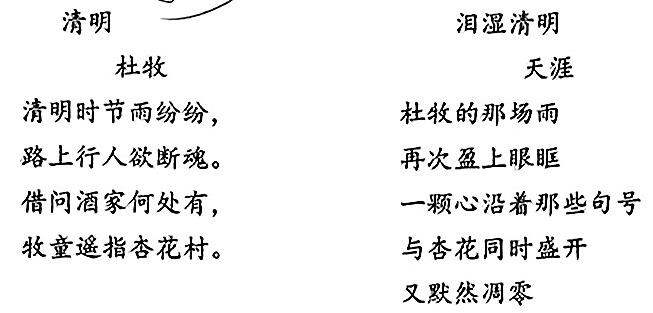 清明
杜牧
清明时节雨纷纷，
路上行人欲断魂。
借问酒家何处有，
牧童遥指杏花村。
泪湿清明
天涯
杜牧的那场雨
再次盈上眼眶
一颗心沿着那些句号
与杏花同时盛开
又默然凋零